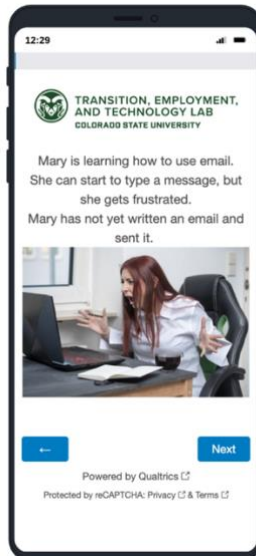 12:29
TRANSITION, EMPLOYMENT,
AND TECHNOLOGY LAB
COLORADO STATE UNIVERSITY
Mary is learning how to use email.
She can start to type a message, but
she gets frustrated.
Mary has not yet written an email and
sent it.
←
Next
Powered by Qualtrics
Protected by reCAPTCHA: Privacy & Terms